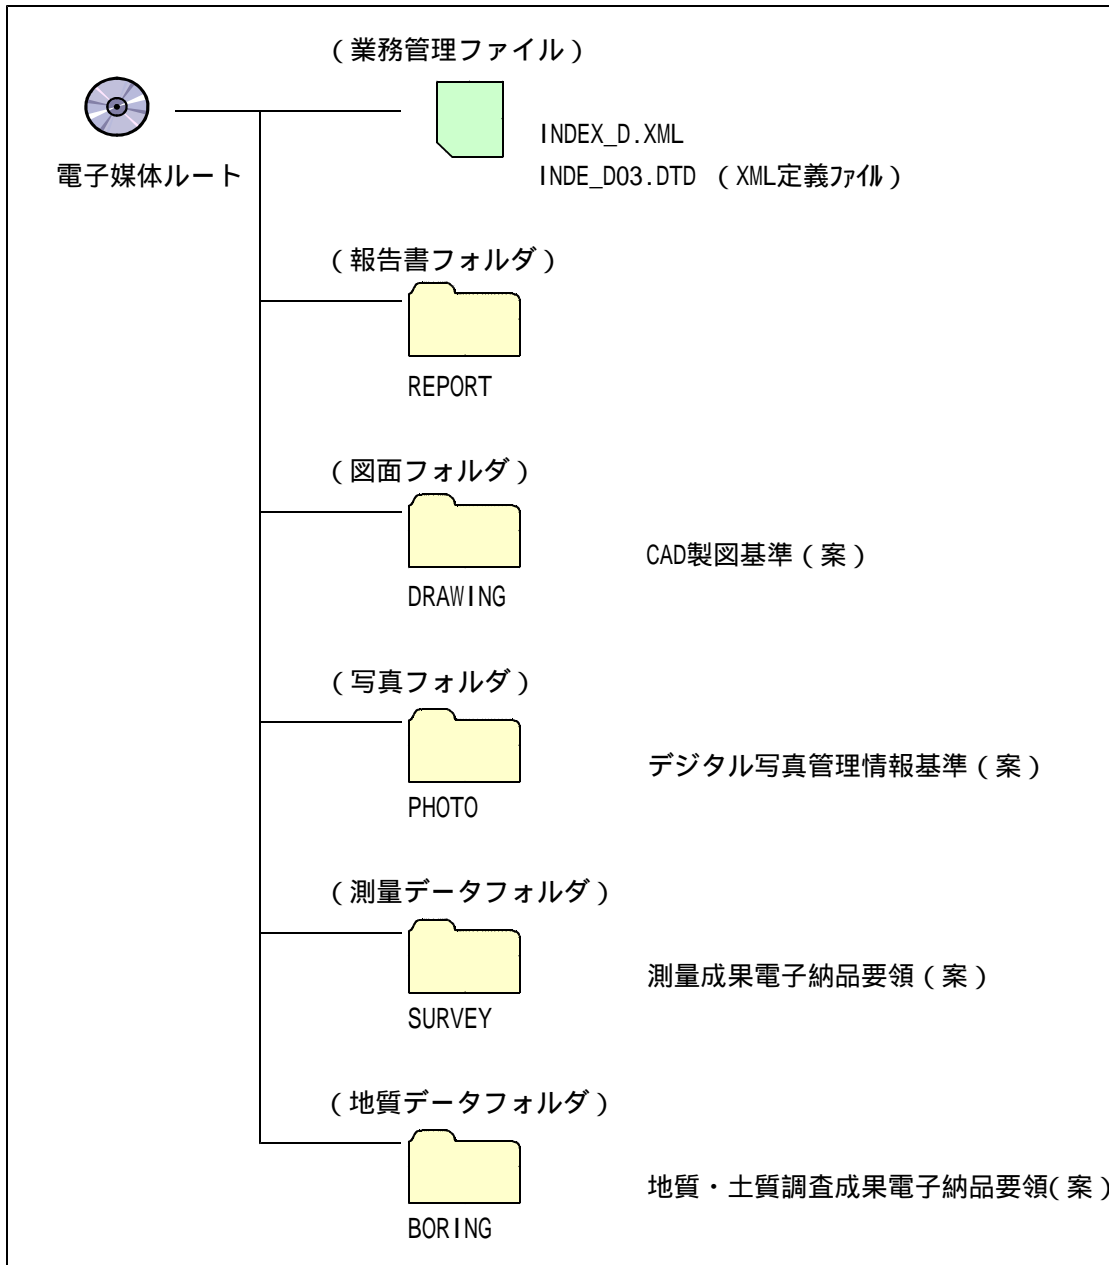 (業務管理ファイル)
電子媒体ルート
INDEX_D.XML
INDE_D03.DTD (XML定義ファイル)
(報告書フォルダ)
REPORT
(図面フォルダ)
CAD製図基準(案)
DRAWING
(写真フォルダ)
デジタル写真管理情報基準(案)
PHOTO
(測量データフォルダ)
測量成果電子納品要領(案)
SURVEY
(地質データフォルダ)
地質・土質調査成果電子納品要領(案)
BORING